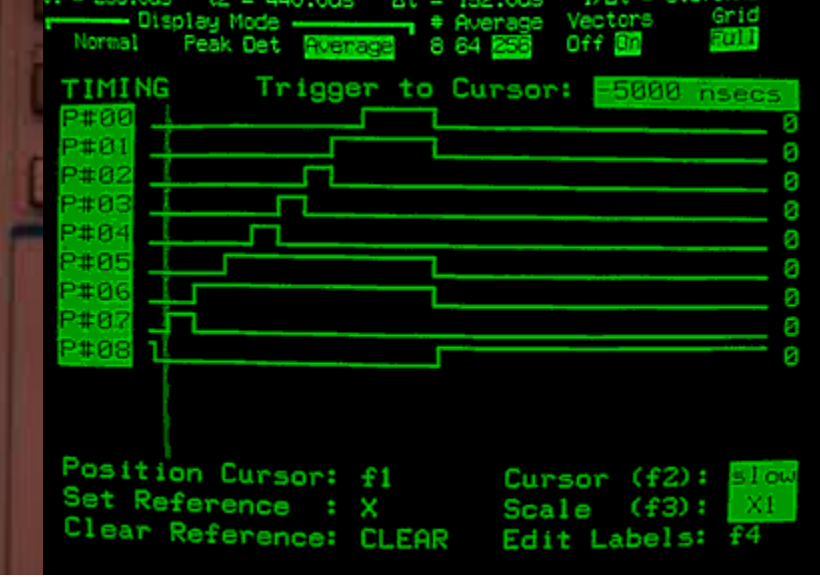 Display Mode # Average Vectors Grid
Normal Peak Det Average 8 64 256 Off On Full
TIMING Trigger to Cursor: -5000 nsecs
P#00 0
P#01 0
P#02 0
P#03 0
P#04 0
P#05 0
P#06 0
P#07 0
P#08 0
Position Cursor: f1 Cursor (f2): slow
Set Reference : X Scale (f3): X1
Clear Reference: CLEAR Edit Labels: f4